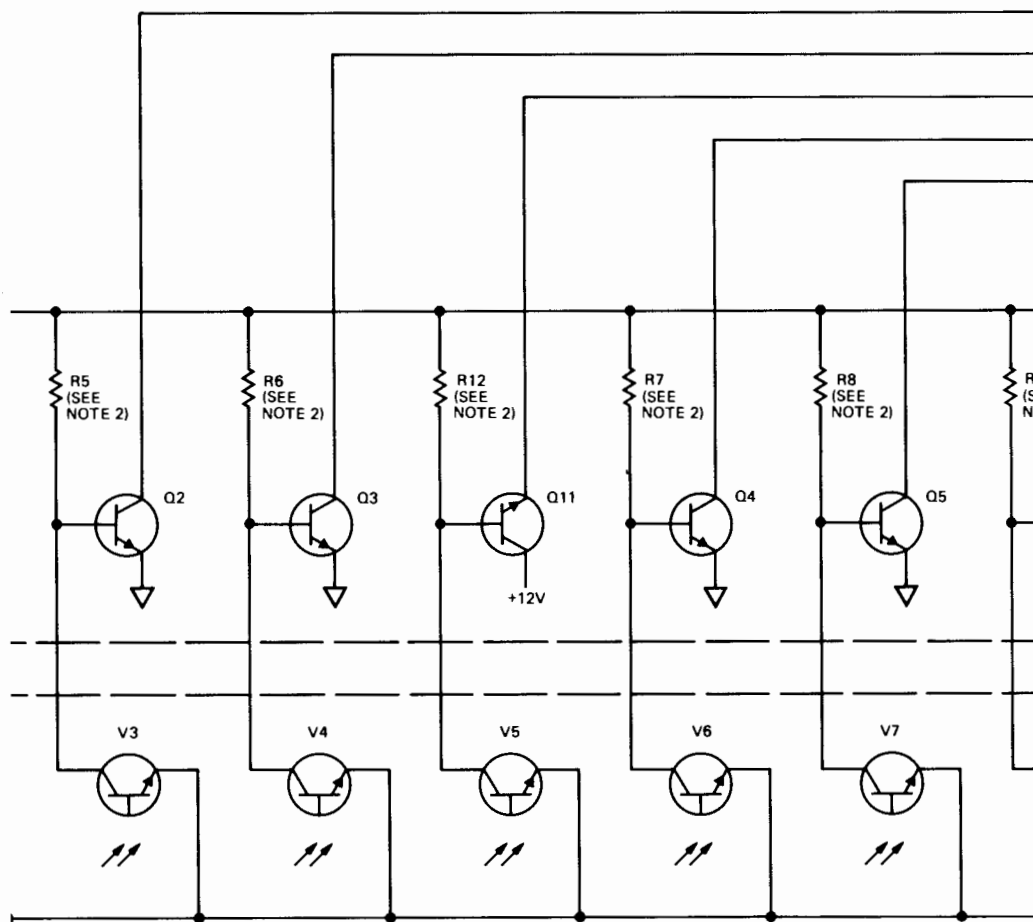 R5
(SEE
NOTE 2)
R6
(SEE
NOTE 2)
R12
(SEE
NOTE 2)
R7
(SEE
NOTE 2)
R8
(SEE
NOTE 2)
Q2
Q3
Q11
Q4
Q5
+12V
V3
V4
V5
V6
V7